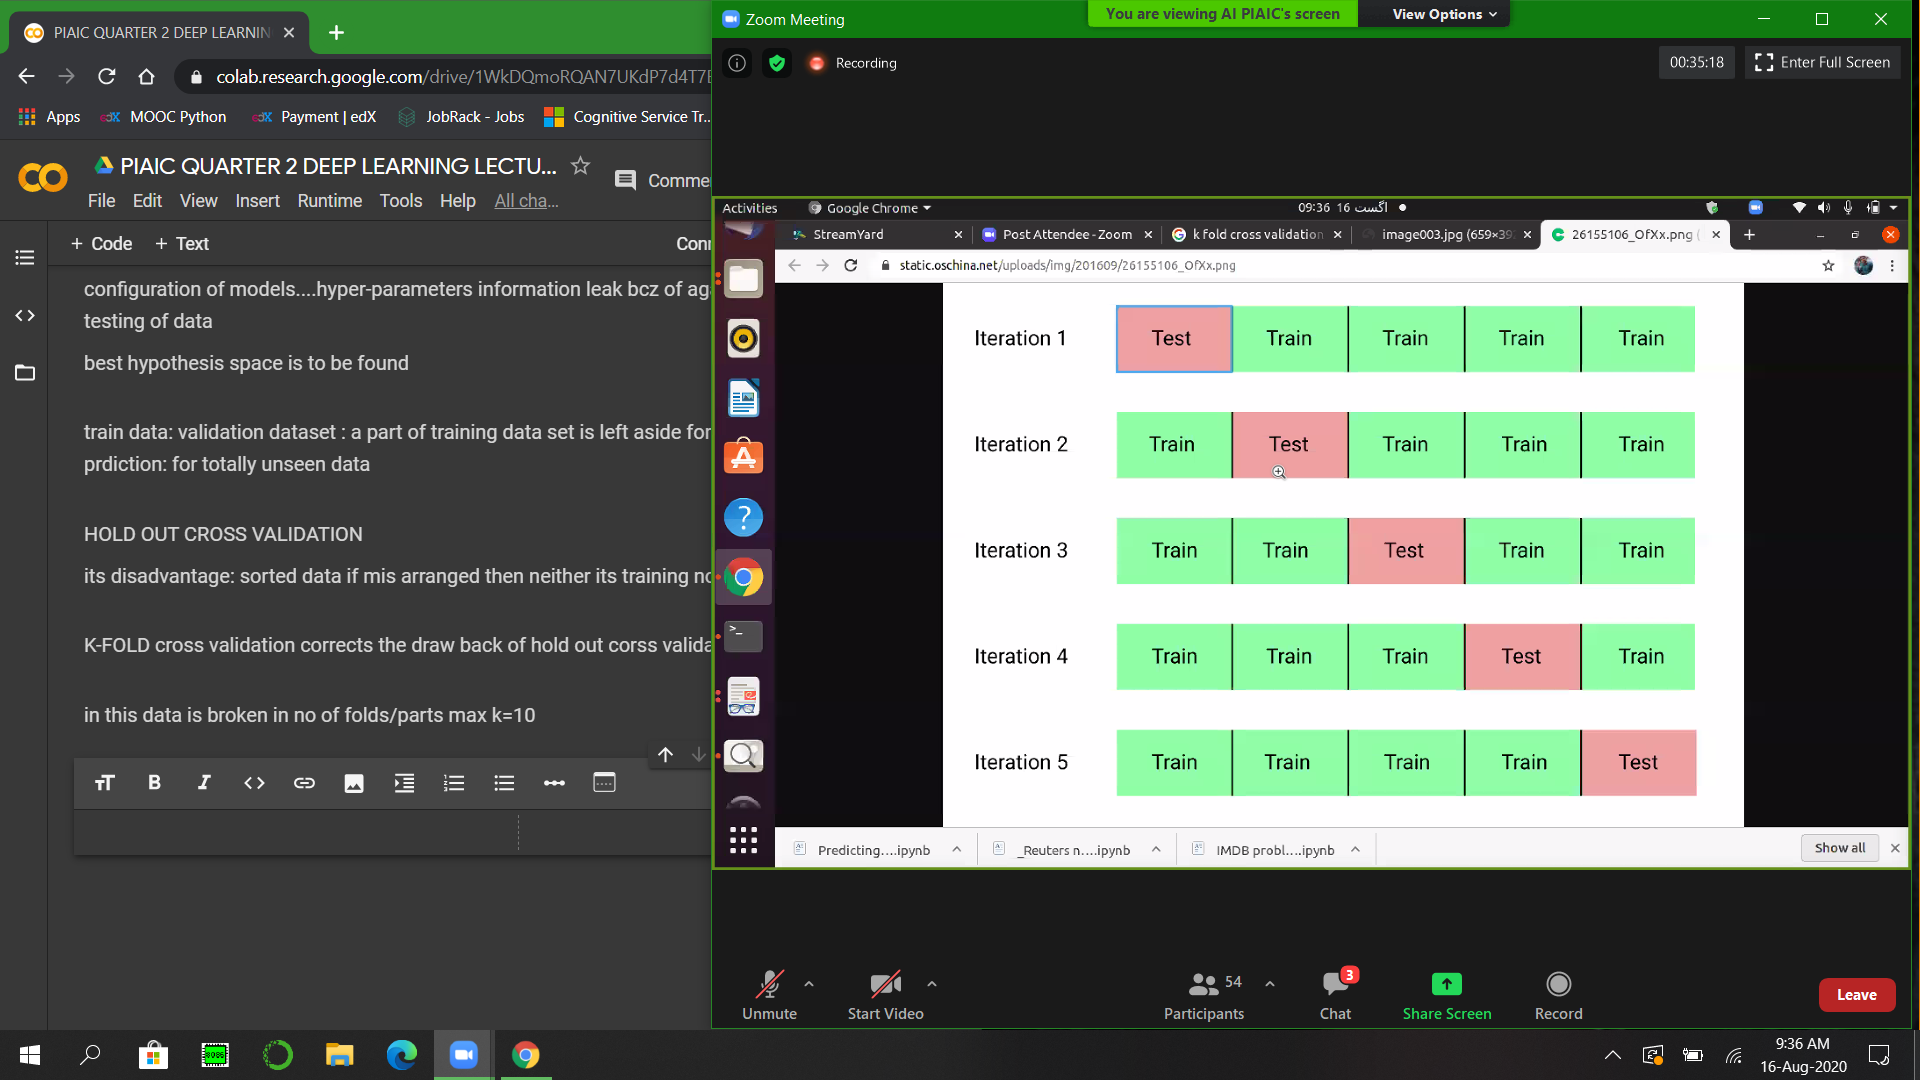 PIAIC QUARTER 2 DEEP LEARNIN
colab.research.google.com/drive/1WkDQmoRQAN7UKdP7d4T7
Apps MOOC Python Payment | edX JobRack - Jobs Cognitive Service Tr...
PIAIC QUARTER 2 DEEP LEARNING LECTU...
Comme
File Edit View Insert Runtime Tools Help All cha...
+ Code + Text Conr
configuration of models....hyper-parameters information leak bcz of aga
testing of data
best hypothesis space is to be found
train data: validation dataset : a part of training data set is left aside for
prdiction: for totally unseen data
HOLD OUT CROSS VALIDATION
its disadvantage: sorted data if mis arranged then neither its training no
K-FOLD cross validation corrects the draw back of hold out corss valida
in this data is broken in no of folds/parts max k=10
Zoom Meeting
You are viewing AI PIAIC's screen View Options
Recording
00:35:18 Enter Full Screen
Activities Google Chrome 09:36 16 اگست
StreamYard Post Attendee - Zoom k fold cross validation image003.jpg (659×39 26155106_OfXx.png (
static.oschina.net/uploads/img/201609/26155106_OfXx.png
Iteration 1 Test Train Train Train Train
Iteration 2 Train Test Train Train Train
Iteration 3 Train Train Test Train Train
Iteration 4 Train Train Train Test Train
Iteration 5 Train Train Train Train Test
Predicting....ipynb _Reuters n....ipynb IMDB probl....ipynb Show all
54 3
Unmute Start Video Participants Chat Share Screen Record Leave
9:36 AM
16-Aug-2020